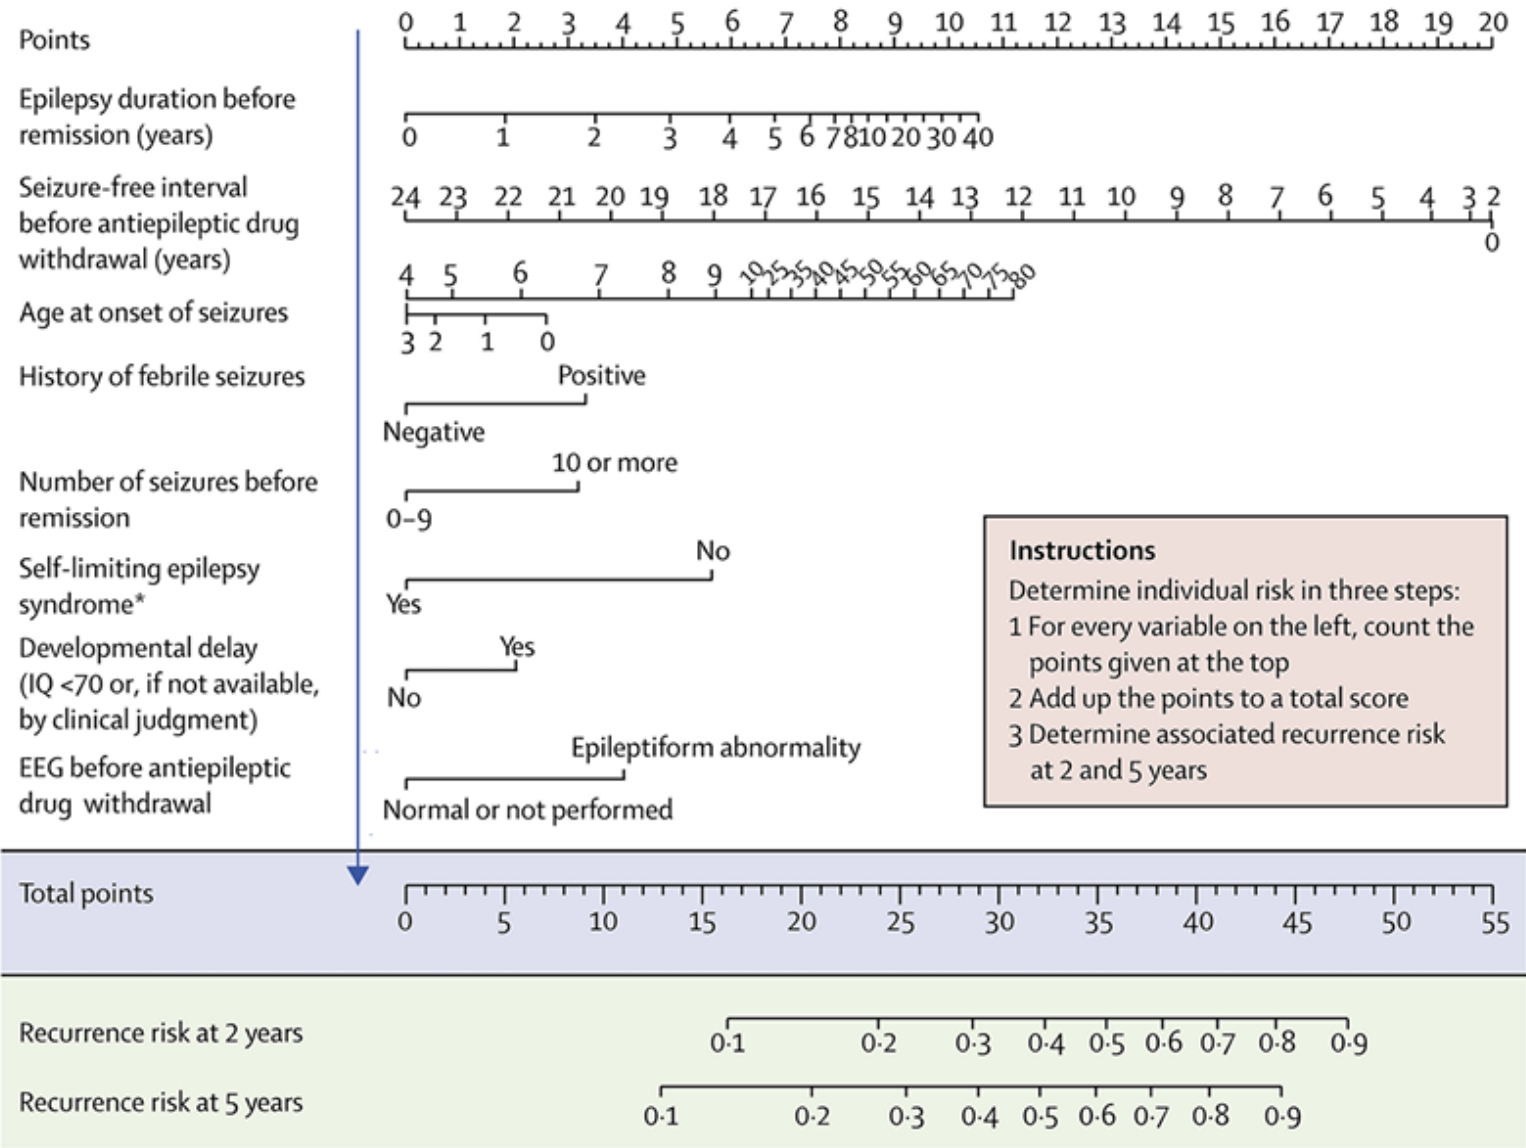 Points
0 1 2 3 4 5 6 7 8 9 10 11 12 13 14 15 16 17 18 19 20
Epilepsy duration before
remission (years)
0 1 2 3 4 5 6 7 8 10 20 30 40
Seizure-free interval
before antiepileptic drug
withdrawal (years)
24 23 22 21 20 19 18 17 16 15 14 13 12 11 10 9 8 7 6 5 4 3 2
0
4 5 6 7 8 9 10 25 35 40 45 50 55 60 65 70 75 80
Age at onset of seizures
3 2 1 0
History of febrile seizures
Positive
Negative
Number of seizures before
remission
10 or more
0–9
Self-limiting epilepsy
syndrome*
No
Yes
Developmental delay
(IQ <70 or, if not available,
by clinical judgment)
Yes
No
EEG before antiepileptic
drug withdrawal
Epileptiform abnormality
Normal or not performed
Instructions
Determine individual risk in three steps:
1 For every variable on the left, count the
points given at the top
2 Add up the points to a total score
3 Determine associated recurrence risk
at 2 and 5 years
Total points
0 5 10 15 20 25 30 35 40 45 50 55
Recurrence risk at 2 years
0·1 0·2 0·3 0·4 0·5 0·6 0·7 0·8 0·9
Recurrence risk at 5 years
0·1 0·2 0·3 0·4 0·5 0·6 0·7 0·8 0·9